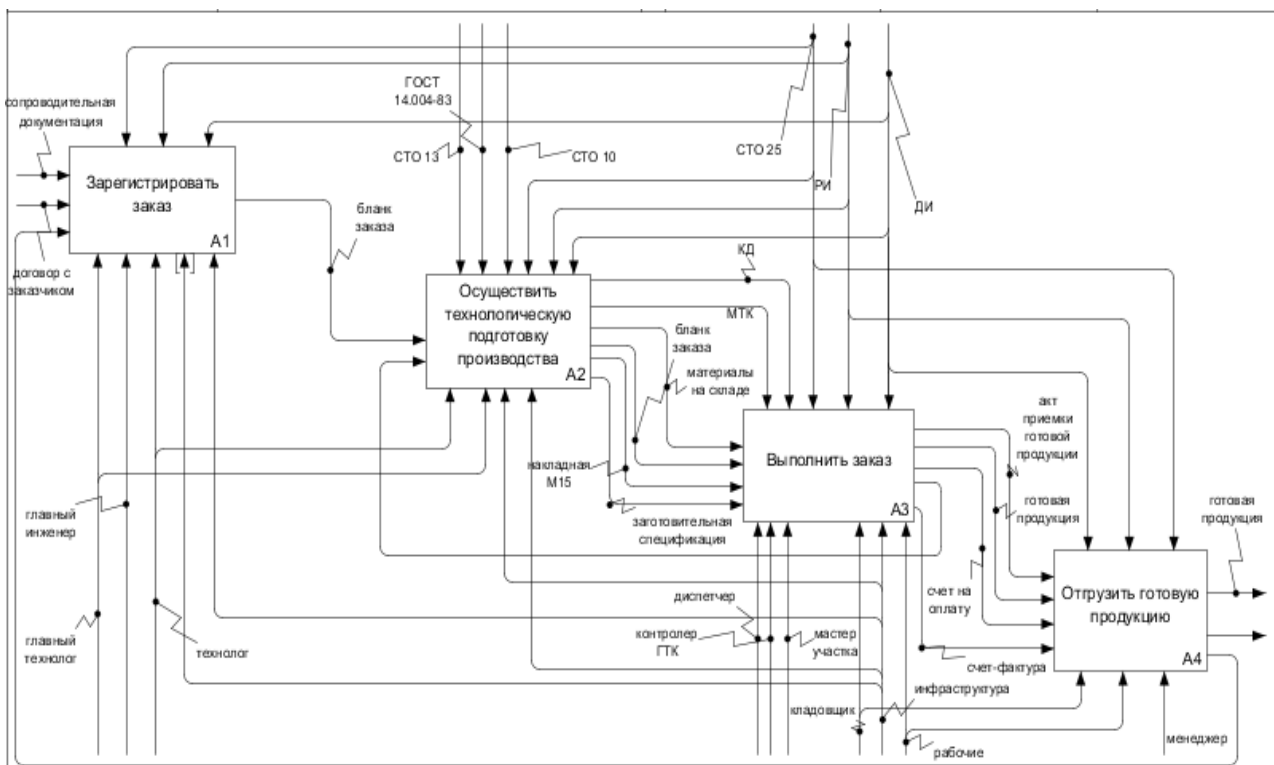 ГОСТ
14.004-83
сопроводительная
документация
СТО 13
СТО 10
СТО 25
РИ
ДИ
Зарегистрировать
заказ
А1
бланк
заказа
договор с
заказчиком
КД
МТК
Осуществить
технологическую
подготовку
производства
А2
бланк
заказа
материалы
на складе
акт
приемки
готовой
продукции
Выполнить заказ
А3
накладная
М15
заготовительная
спецификация
готовая
продукция
готовая
продукция
главный
инженер
Отгрузить готовую
продукцию
А4
счет на
оплату
счет-фактура
диспетчер
контролер
ГТК
мастер
участка
главный
технолог
технолог
инфраструктура
кладовщик
рабочие
менеджер